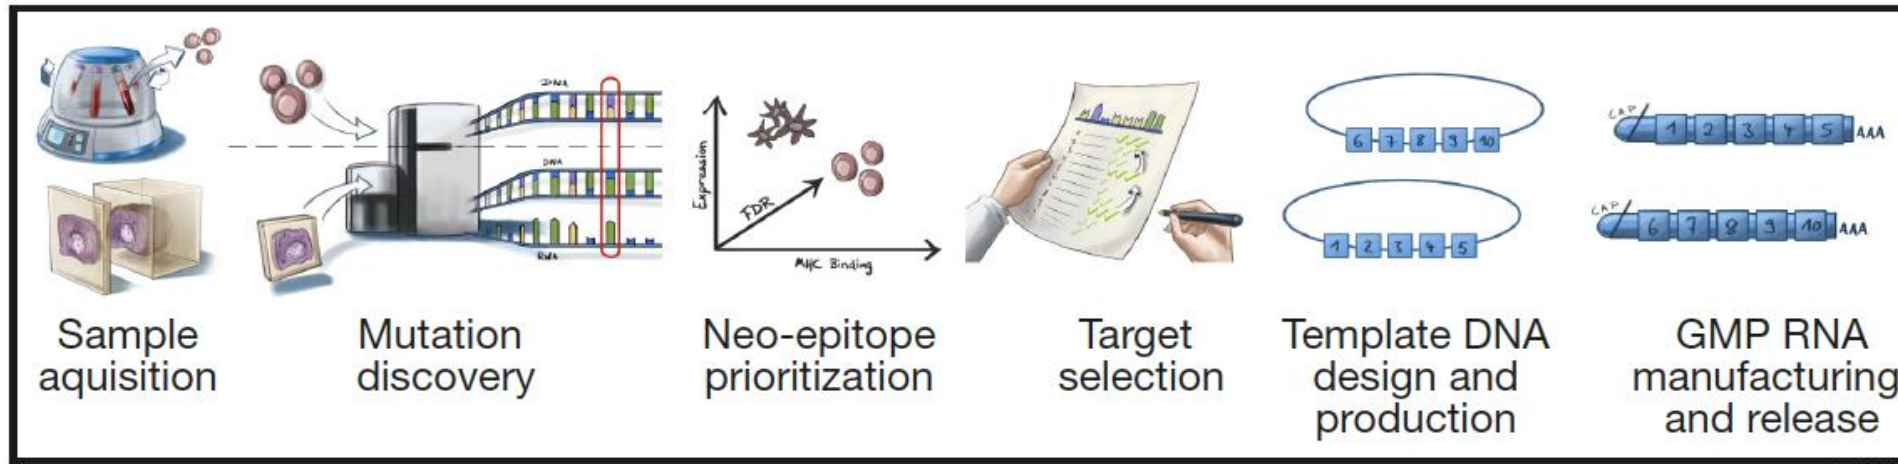 DNA
DNA
RNA
Expression
FDR
MHC Binding
6 7 8 9 10
1 2 3 4 5
CAP 1 2 3 4 5 AAA
CAP 6 7 8 9 10 AAA
Sample
aquisition
Mutation
discovery
Neo-epitope
prioritization
Target
selection
Template DNA
design and
production
GMP RNA
manufacturing
and release